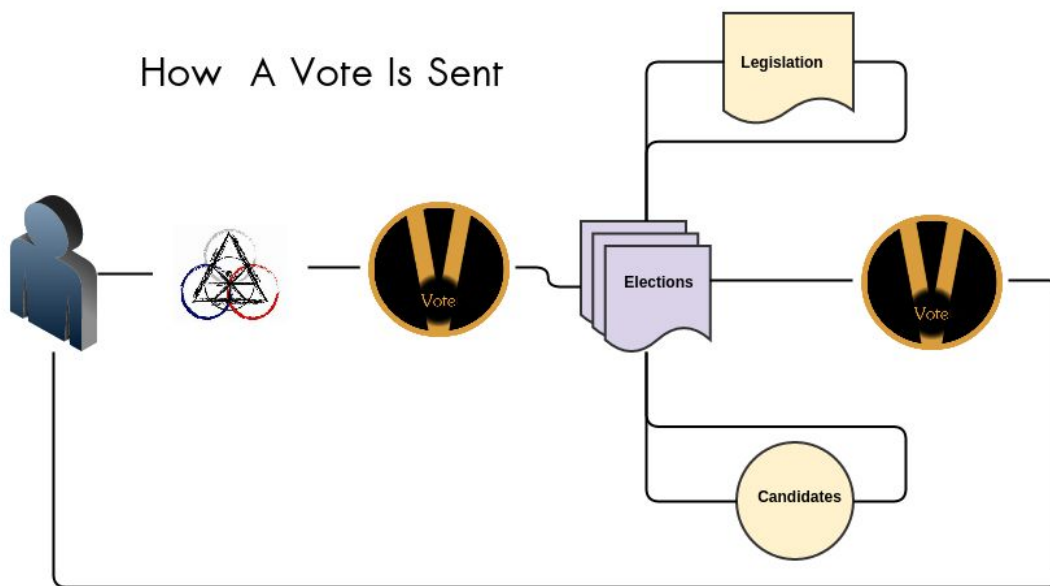 How A Vote Is Sent
Legislation
Vote
Elections
Vote
Candidates